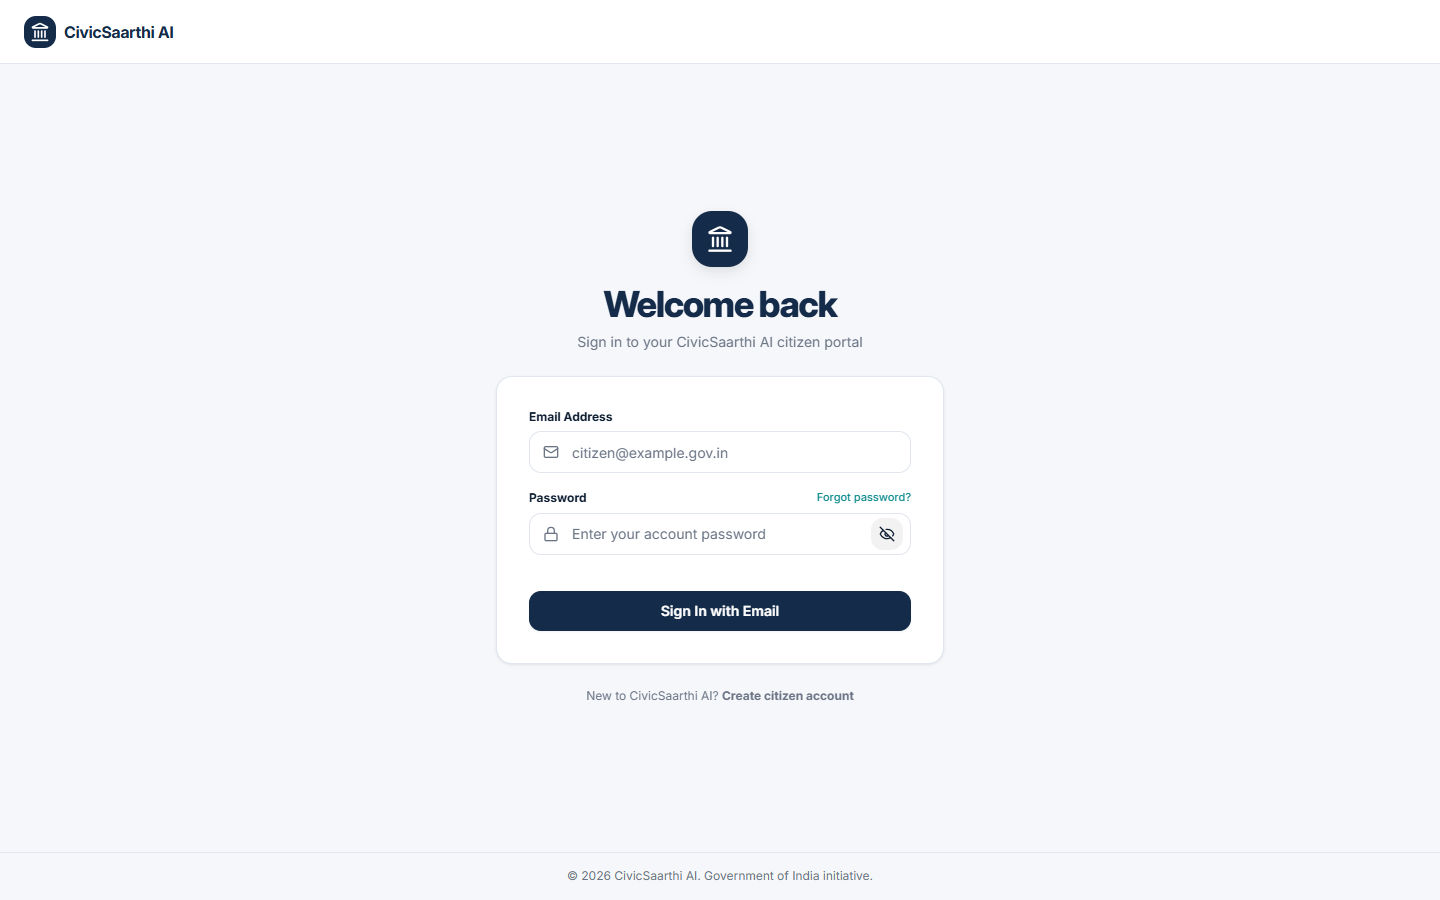 CivicSaarthi AI
Welcome back
Sign in to your CivicSaarthi AI citizen portal
Email Address
citizen@example.gov.in
Password Forgot password?
Enter your account password
Sign In with Email
New to CivicSaarthi AI? Create citizen account
© 2026 CivicSaarthi AI. Government of India initiative.